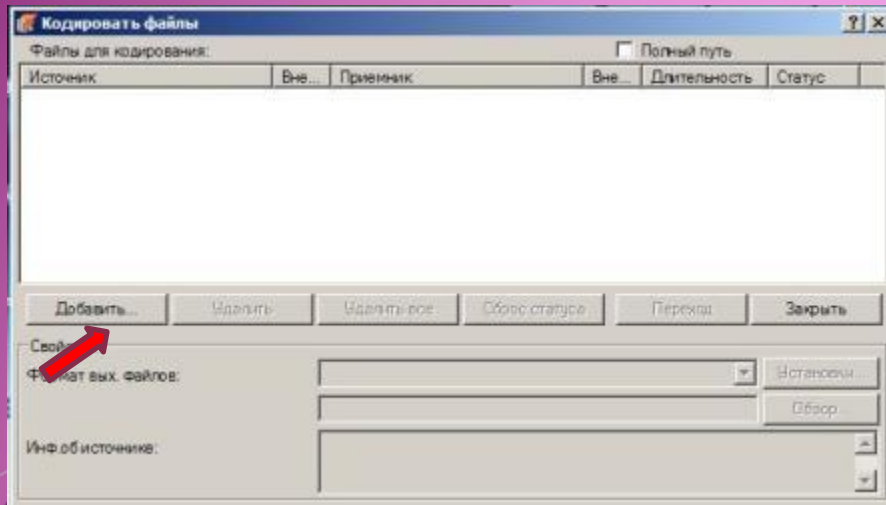 Кодировать файлы
Файлы для кодирования: Полный путь
Источник Вне... Приемник Вне... Длительность Статус
Добавить... Удалить Удалить все Сброс статуса Переход Закрыть
Формат вых. файлов: Установки...
Обзор...
Инф.об источнике: